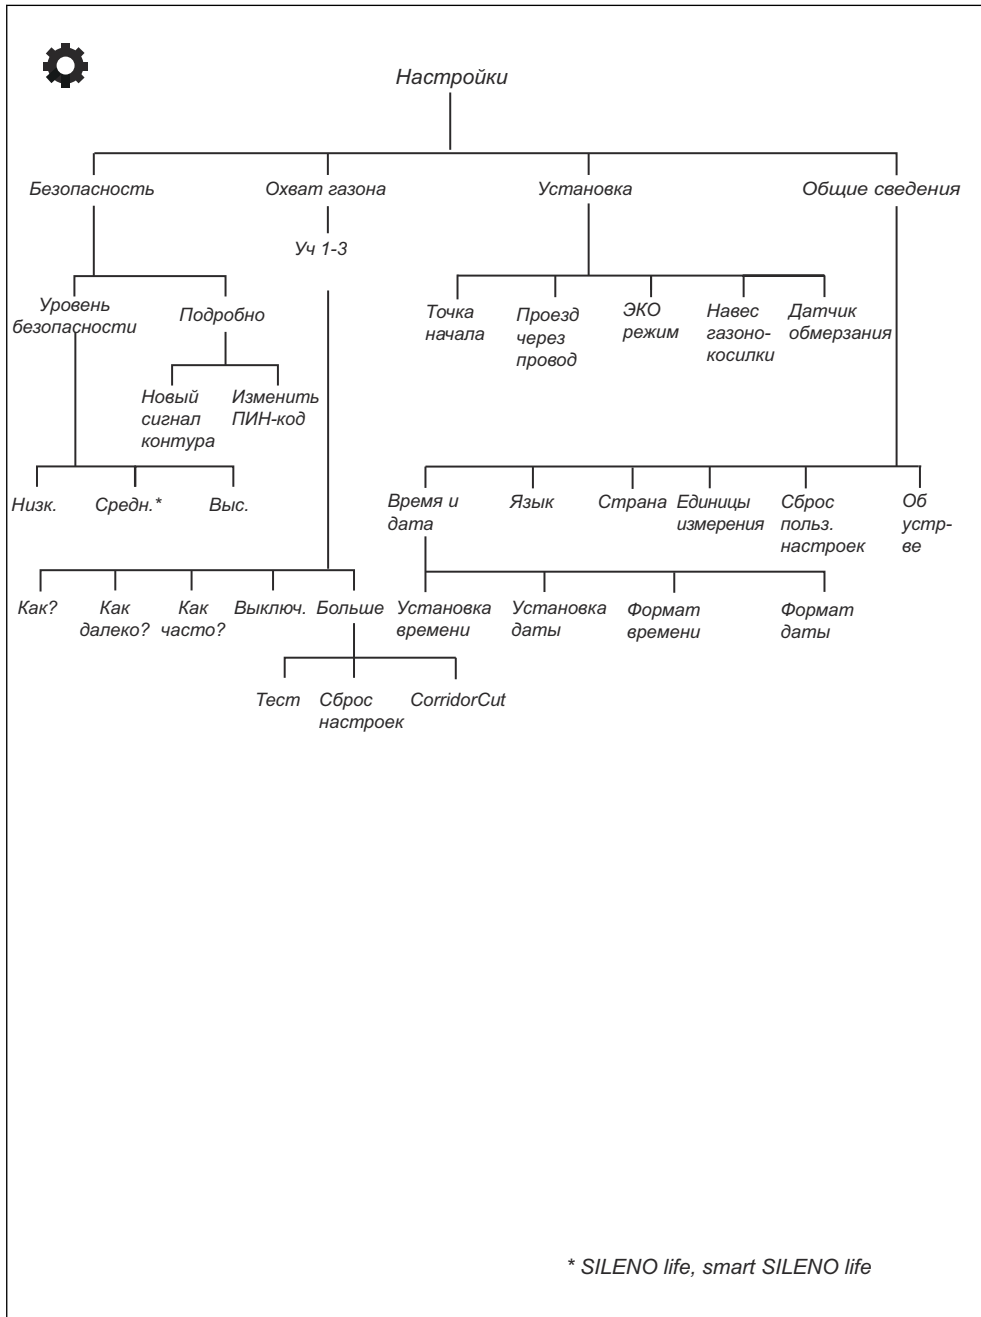 Настройки
Безопасность
Охват газона
Установка
Общие сведения
Уч 1-3
Уровень
безопасности
Подробно
Точка
начала
Проезд
через
провод
ЭКО
режим
Навес
газоно-
косилки
Датчик
обмерзания
Новый
сигнал
контура
Изменить
ПИН-код
Низк.
Средн.*
Выс.
Время и
дата
Язык
Страна
Единицы
измерения
Сброс
польз.
настроек
Об
устр-
ве
Как?
Как
далеко?
Как
часто?
Выключ.
Больше
Установка
времени
Установка
даты
Формат
времени
Формат
даты
Тест
Сброс
настроек
CorridorCut
* SILENO life, smart SILENO life